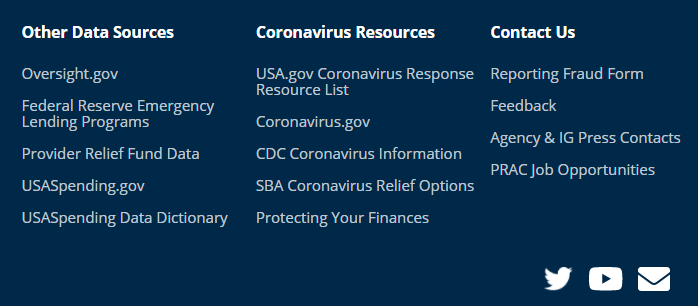 Other Data Sources
Oversight.gov
Federal Reserve Emergency
Lending Programs
Provider Relief Fund Data
USASpending.gov
USASpending Data Dictionary
Coronavirus Resources
USA.gov Coronavirus Response
Resource List
Coronavirus.gov
CDC Coronavirus Information
SBA Coronavirus Relief Options
Protecting Your Finances
Contact Us
Reporting Fraud Form
Feedback
Agency & IG Press Contacts
PRAC Job Opportunities